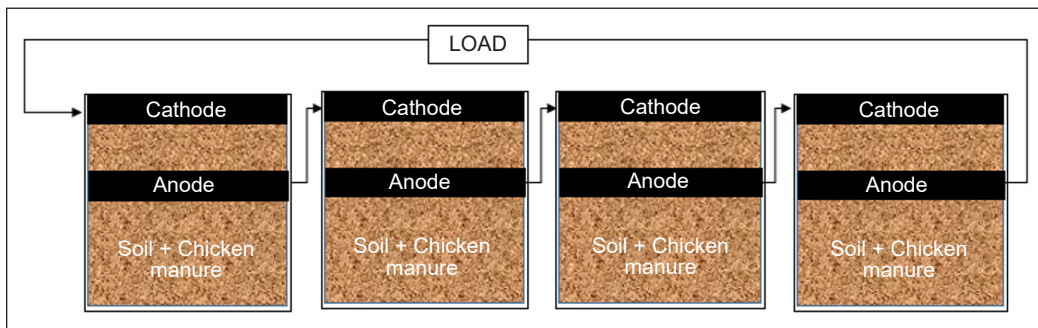 LOAD
Cathode
Anode
Soil + Chicken
manure
Cathode
Anode
Soil + Chicken
manure
Cathode
Anode
Soil + Chicken
manure
Cathode
Anode
Soil + Chicken
manure